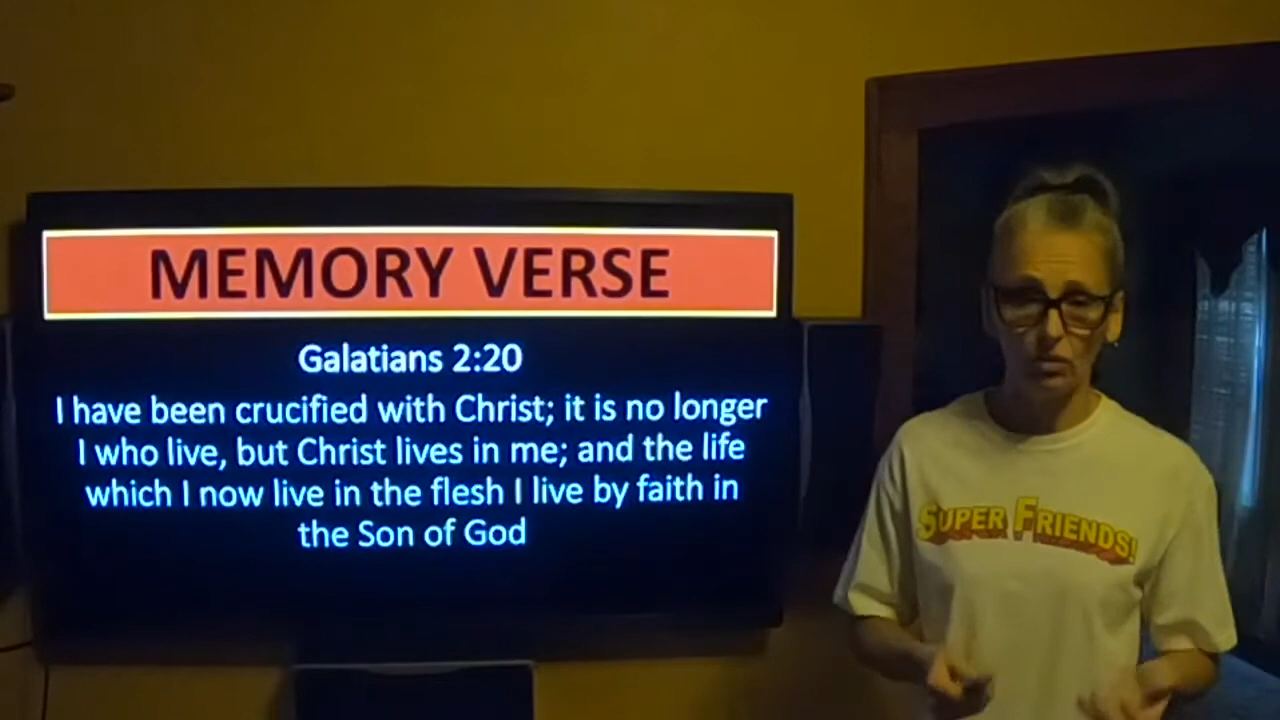 MEMORY VERSE
Galatians 2:20
I have been crucified with Christ; it is no longer
I who live, but Christ lives in me; and the life
which I now live in the flesh I live by faith in
the Son of God
SUPER FRIENDS!